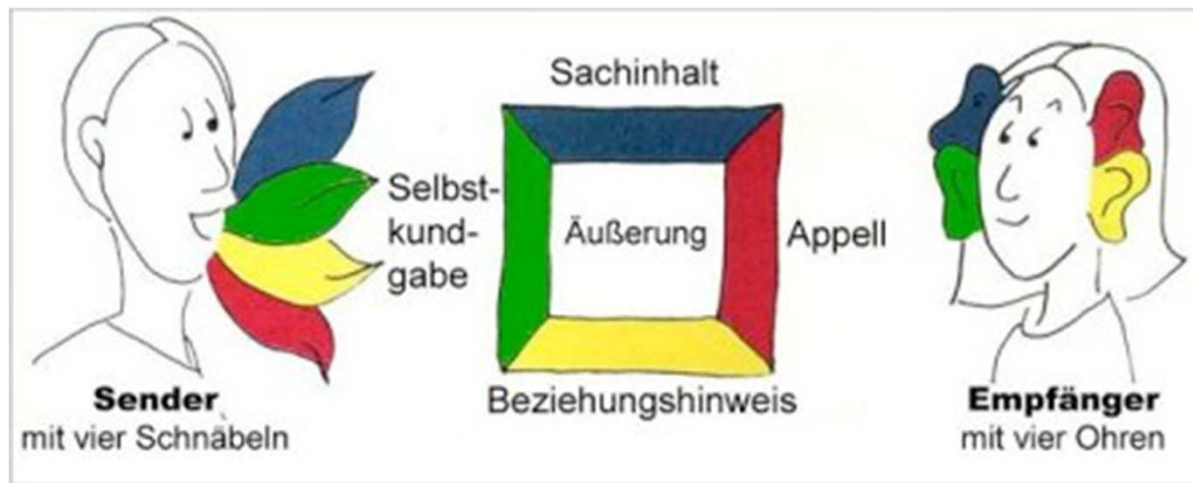 Sachinhalt
Selbst-
kund-
gabe
Äußerung
Appell
Beziehungshinweis
Sender
mit vier Schnäbeln
Empfänger
mit vier Ohren